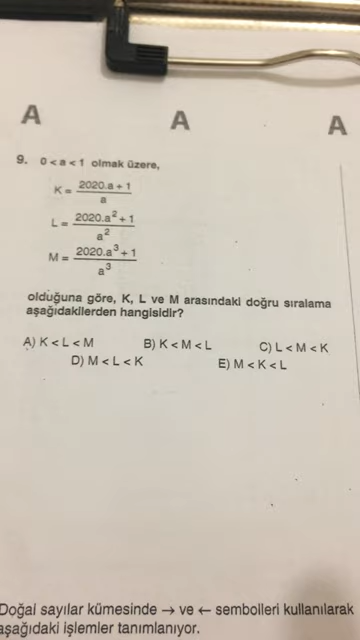 A A A
9. 0 < a < 1 olmak üzere,
K = 2020.a + 1 / a
L = 2020.a² + 1 / a²
M = 2020.a³ + 1 / a³
olduğuna göre, K, L ve M arasındaki doğru sıralama
aşağıdakilerden hangisidir?
A) K < L < M B) K < M < L C) L < M < K
D) M < L < K E) M < K < L
Doğal sayılar kümesinde → ve ← sembolleri kullanılarak
aşağıdaki işlemler tanımlanıyor.